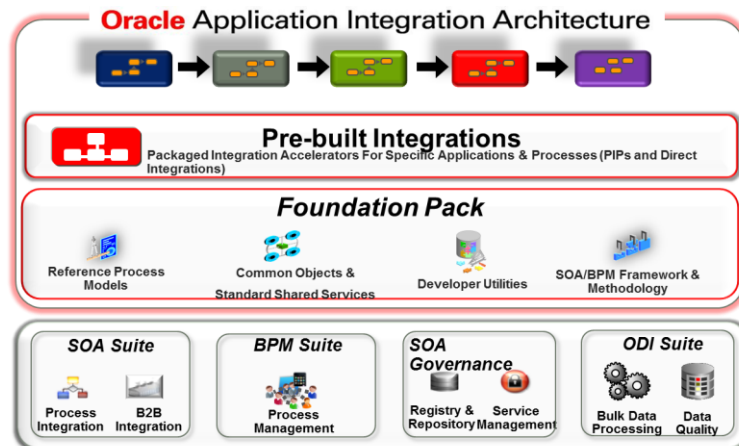 Oracle Application Integration Architecture
Pre-built Integrations
Packaged Integration Accelerators For Specific Applications & Processes (PIPs and Direct
Integrations)
Foundation Pack
Reference Process
Models
Common Objects &
Standard Shared Services
Developer Utilities
SOA/BPM Framework &
Methodology
SOA Suite
Process
Integration
B2B
Integration
BPM Suite
Process
Management
SOA
Governance
Registry &
Repository
Service
Management
ODI Suite
Bulk Data
Processing
Data
Quality